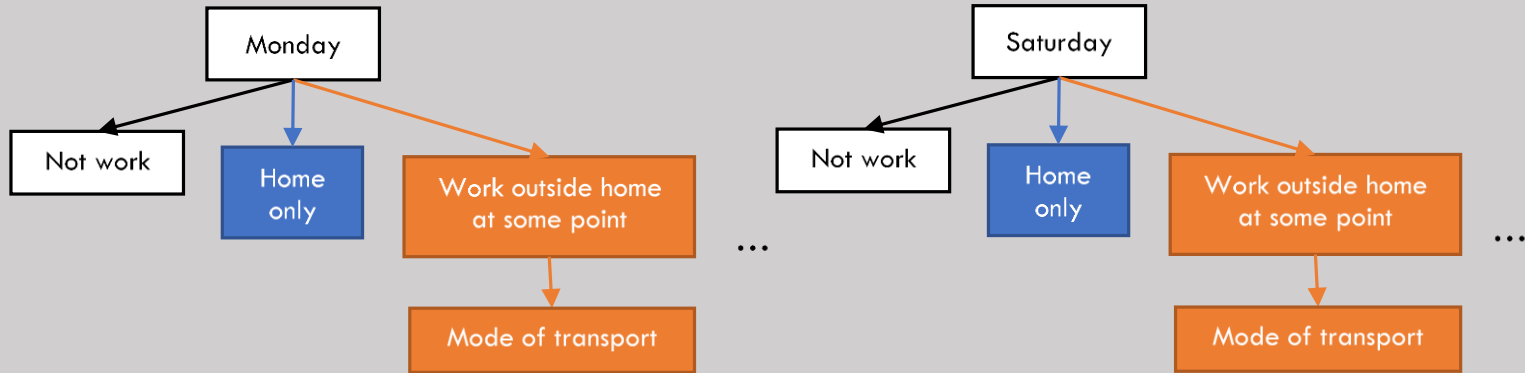 Monday
Not work
Home
only
Work outside home
at some point
Mode of transport
...
Saturday
Not work
Home
only
Work outside home
at some point
Mode of transport
...